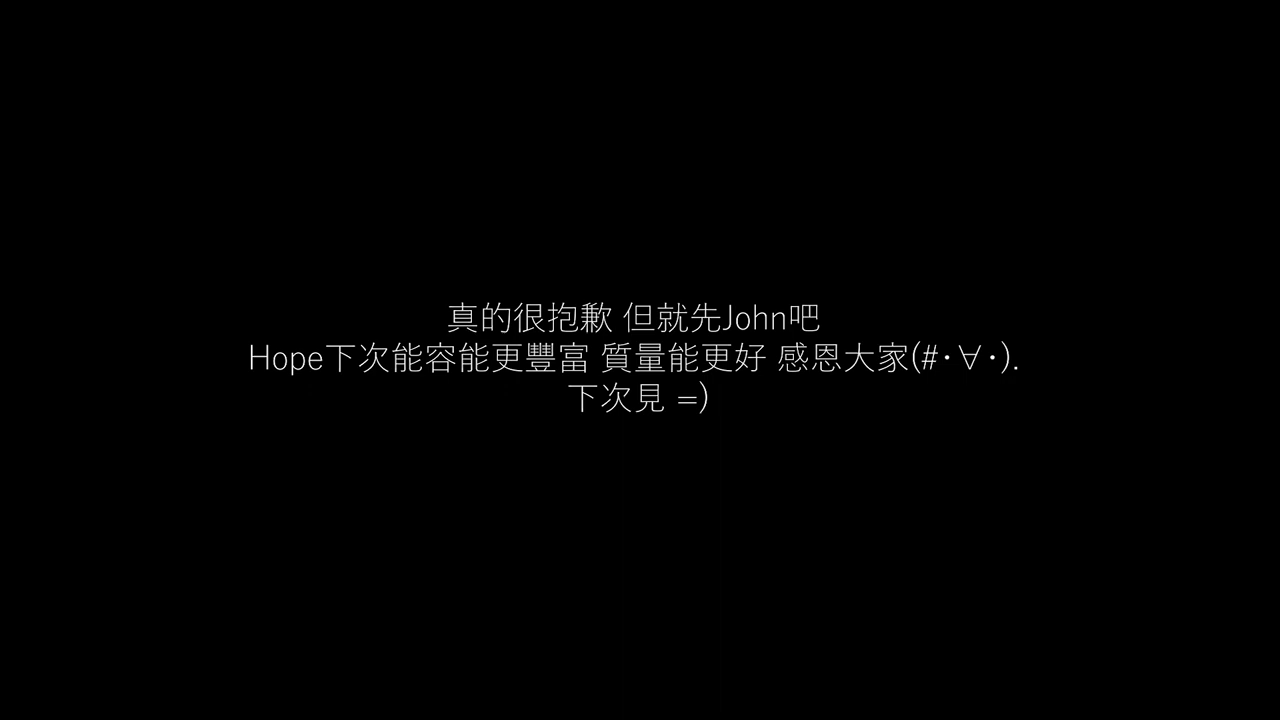 真的很抱歉 但就先John吧
Hope下次能容能更豐富 質量能更好 感恩大家(#･∀･).
下次見 =)